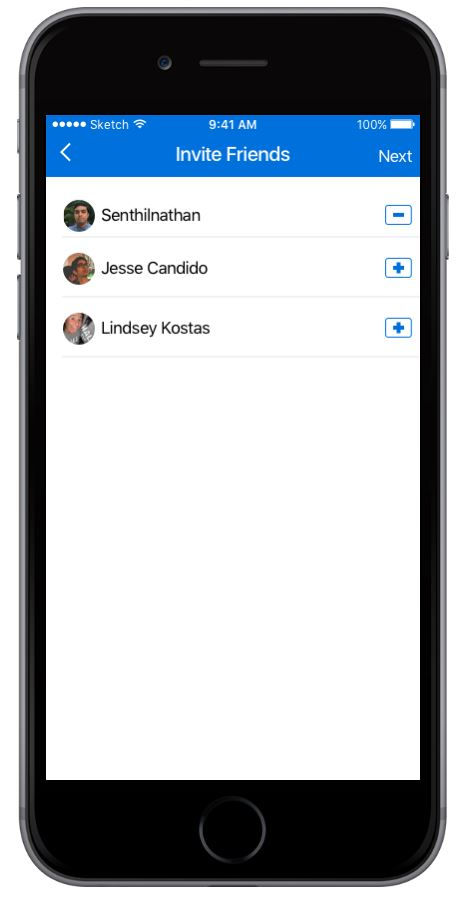 Sketch 9:41 AM 100%
Invite Friends Next
Senthilnathan
Jesse Candido
Lindsey Kostas